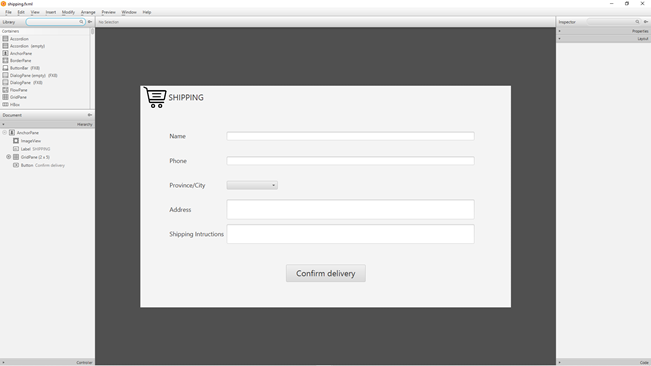 shipping.fxml
File Edit View Insert Modify Arrange Preview Window Help
Library
No Selection
Inspector
Containers
Properties
Accordion
Layout
Accordion (empty)
AnchorPane
BorderPane
ButtonBar (FX8)
DialogPane (empty) (FX8)
DialogPane (FX8)
FlowPane
GridPane
HBox
Document
Hierarchy
AnchorPane
ImageView
Label SHIPPING
GridPane (2 x 5)
Button Confirm delivery
SHIPPING
Name
Phone
Province/City
Address
Shipping Intructions
Confirm delivery
Controller
Code